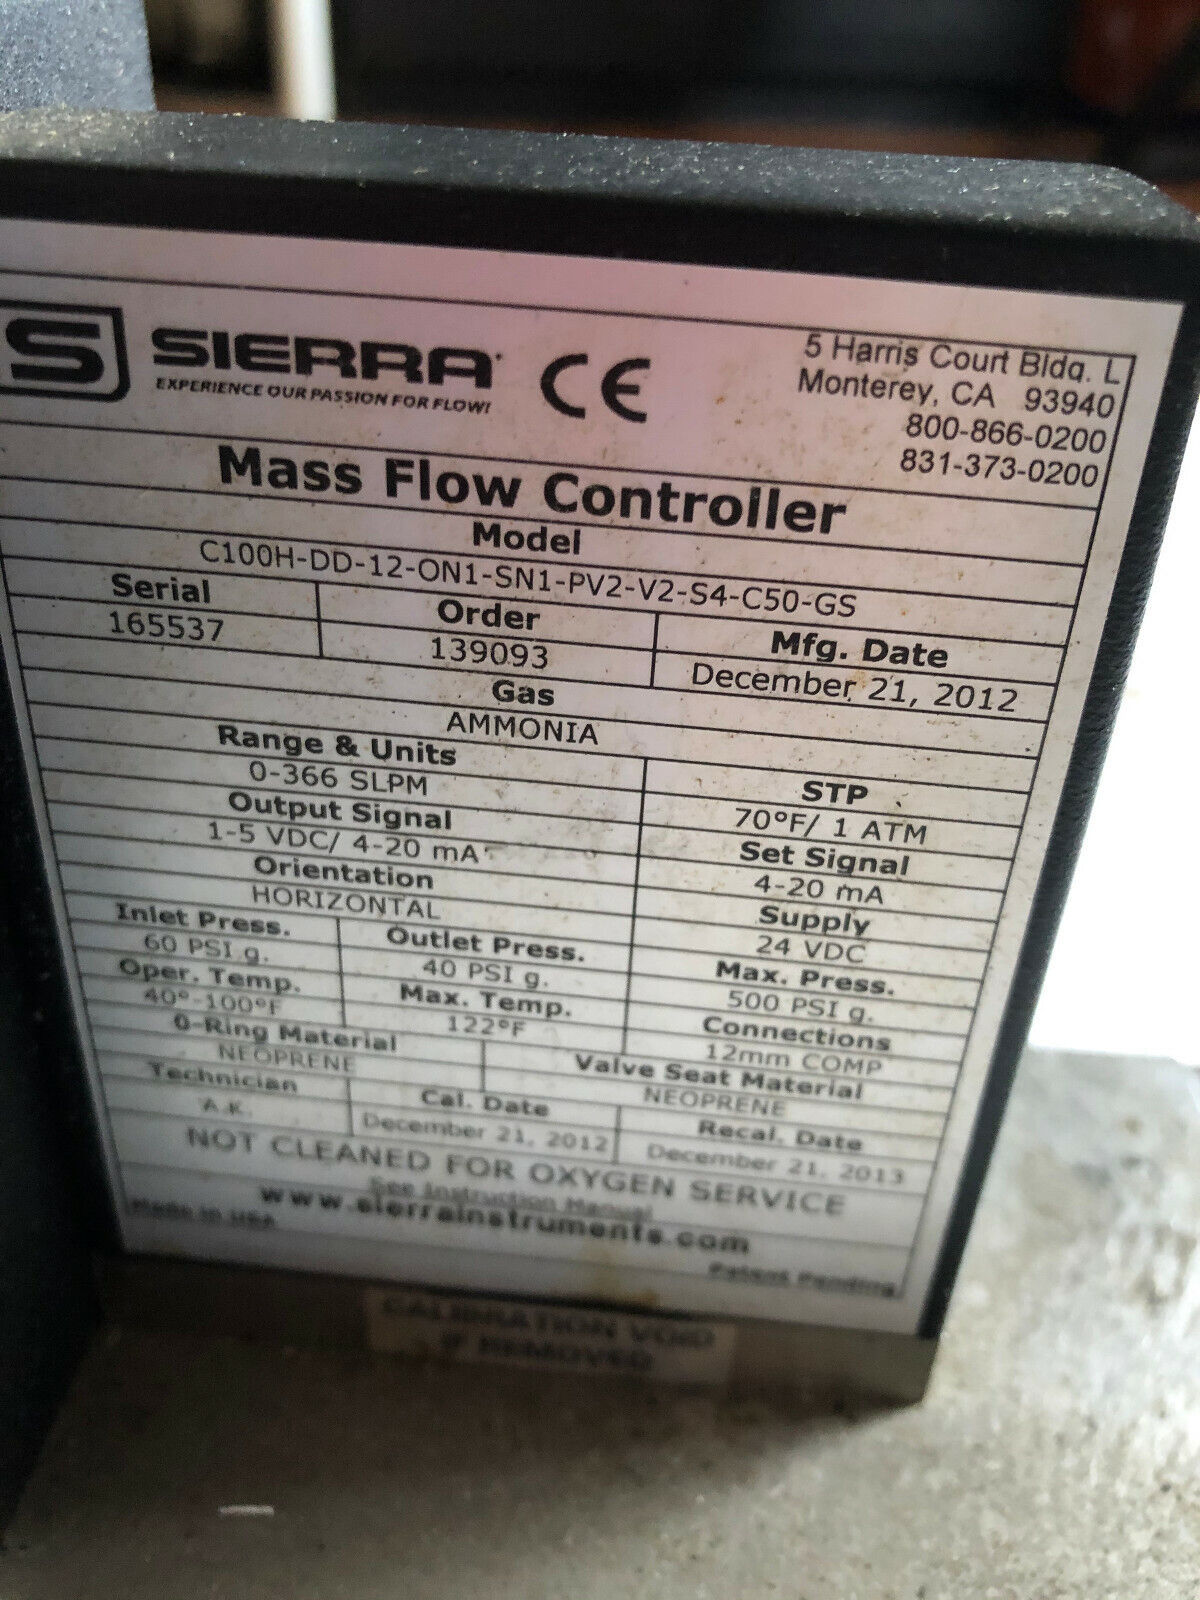 S SIERRA
EXPERIENCE OUR PASSION FOR FLOW!
CE
5 Harris Court Bldg. L
Monterey, CA 93940
800-866-0200
831-373-0200
Mass Flow Controller
Model
C100H-DD-12-ON1-SN1-PV2-V2-S4-C50-GS
Serial Order Mfg. Date
165537 139093 December 21, 2012
Gas
AMMONIA
Range & Units STP
0-366 SLPM 70°F/ 1 ATM
Output Signal Set Signal
1-5 VDC/ 4-20 mA 4-20 mA
Orientation Supply
HORIZONTAL 24 VDC
Inlet Press. Outlet Press. Max. Press.
60 PSI g. 40 PSI g. 500 PSI g.
Oper. Temp. Max. Temp. Connections
40°-100°F 122°F 12mm COMP
0-Ring Material Valve Seat Material
NEOPRENE NEOPRENE
Technician Cal. Date Recal. Date
A.K. December 21, 2012 December 21, 2013
NOT CLEANED FOR OXYGEN SERVICE
See Instruction Manual
www.sierrainstruments.com
Made in USA
Patent Pending
CALIBRATION VOID
IF REMOVED